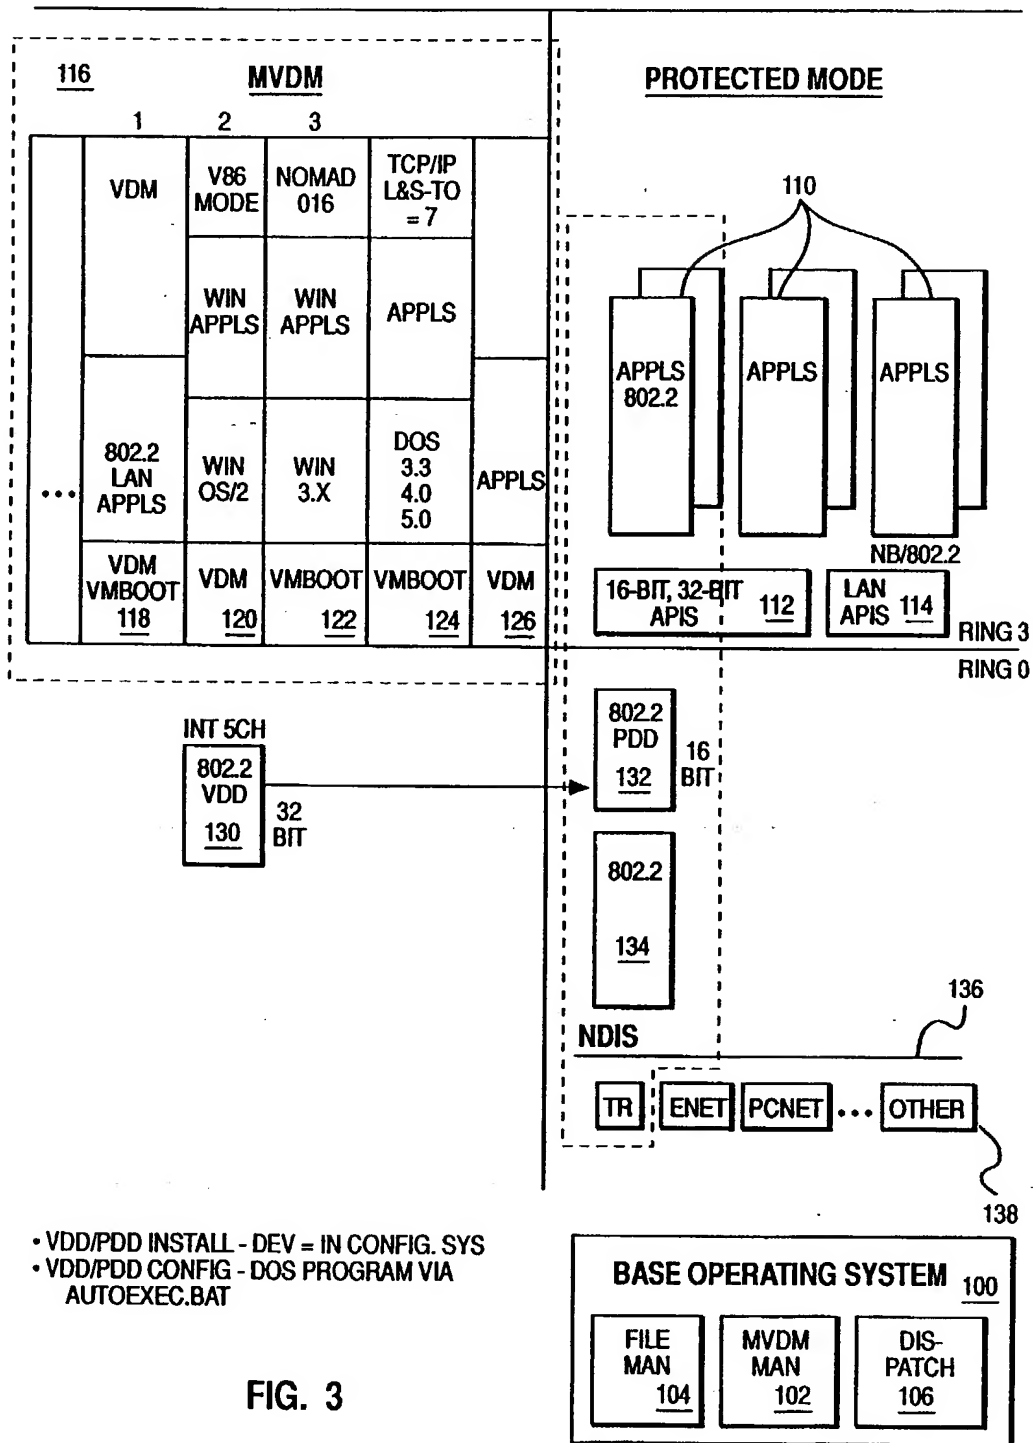 116
MVDM
PROTECTED MODE
1
2
3
VDM
V86
MODE
NOMAD
016
TCP/IP
L&S-TO
= 7
110
WIN
APPLS
WIN
APPLS
APPLS
APPLS
802.2
APPLS
APPLS
...
802.2
LAN
APPLS
WIN
OS/2
WIN
3.X
DOS
3.3
4.0
5.0
APPLS
NB/802.2
VDM
VMBOOT
118
VDM
120
VMBOOT
122
VMBOOT
124
VDM
126
16-BIT, 32-BIT
APIS
112
LAN
APIS
114
RING 3
RING 0
INT 5CH
802.2
VDD
130
32
BIT
802.2
PDD
132
16
BIT
802.2
134
136
NDIS
TR
ENET
PCNET
...
OTHER
138
• VDD/PDD INSTALL - DEV = IN CONFIG. SYS
• VDD/PDD CONFIG - DOS PROGRAM VIA
AUTOEXEC.BAT
BASE OPERATING SYSTEM
100
FILE
MAN
104
MVDM
MAN
102
DIS-
PATCH
106
FIG. 3